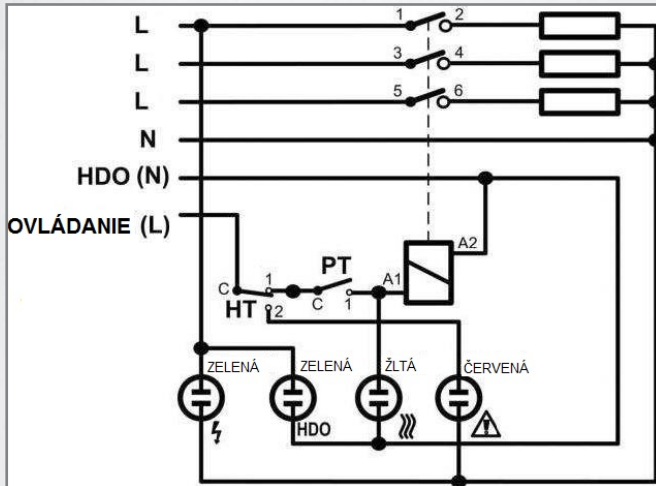 L 1 2
L 3 4
L 5 6
N
HDO (N)
OVLÁDANIE (L)
A2
PT A1
C 1 C 1
HT 2
ZELENÁ ZELENÁ ŽLTÁ ČERVENÁ
HDO